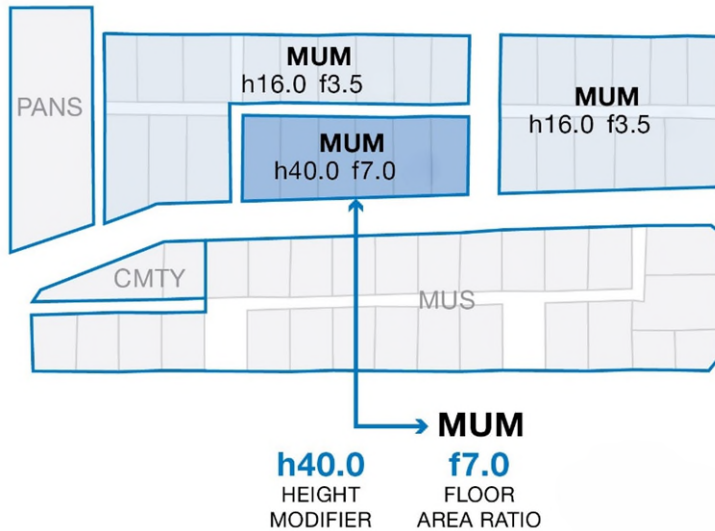 PANS
MUM
h16.0 f3.5
MUM
h16.0 f3.5
MUM
h40.0 f7.0
CMTY
MUS
MUM
h40.0 f7.0
HEIGHT FLOOR
MODIFIER AREA RATIO